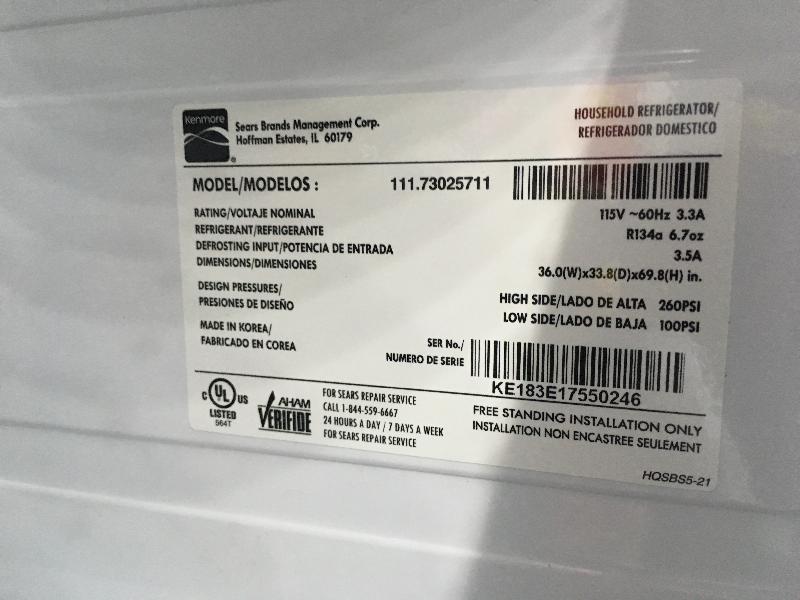 Kenmore
Sears Brands Management Corp.
Hoffman Estates, IL 60179
HOUSEHOLD REFRIGERATOR/
REFRIGERADOR DOMESTICO
MODEL/MODELOS : 111.73025711
RATING/VOLTAJE NOMINAL 115V ~60Hz 3.3A
REFRIGERANT/REFRIGERANTE R134a 6.7oz
DEFROSTING INPUT/POTENCIA DE ENTRADA 3.5A
DIMENSIONS/DIMENSIONES 36.0(W)x33.8(D)x69.8(H) in.
DESIGN PRESSURES/ HIGH SIDE/LADO DE ALTA 260PSI
PRESIONES DE DISEÑO LOW SIDE/LADO DE BAJA 100PSI
MADE IN KOREA/
FABRICADO EN COREA
SER No./
NUMERO DE SERIE
KE183E17550246
C UL US
LISTED
564T
AHAM
VERIFIDE
FOR SEARS REPAIR SERVICE
CALL 1-844-559-6667
24 HOURS A DAY / 7 DAYS A WEEK
FOR SEARS REPAIR SERVICE
FREE STANDING INSTALLATION ONLY
INSTALLATION NON ENCASTREE SEULEMENT
HQSBS5-21